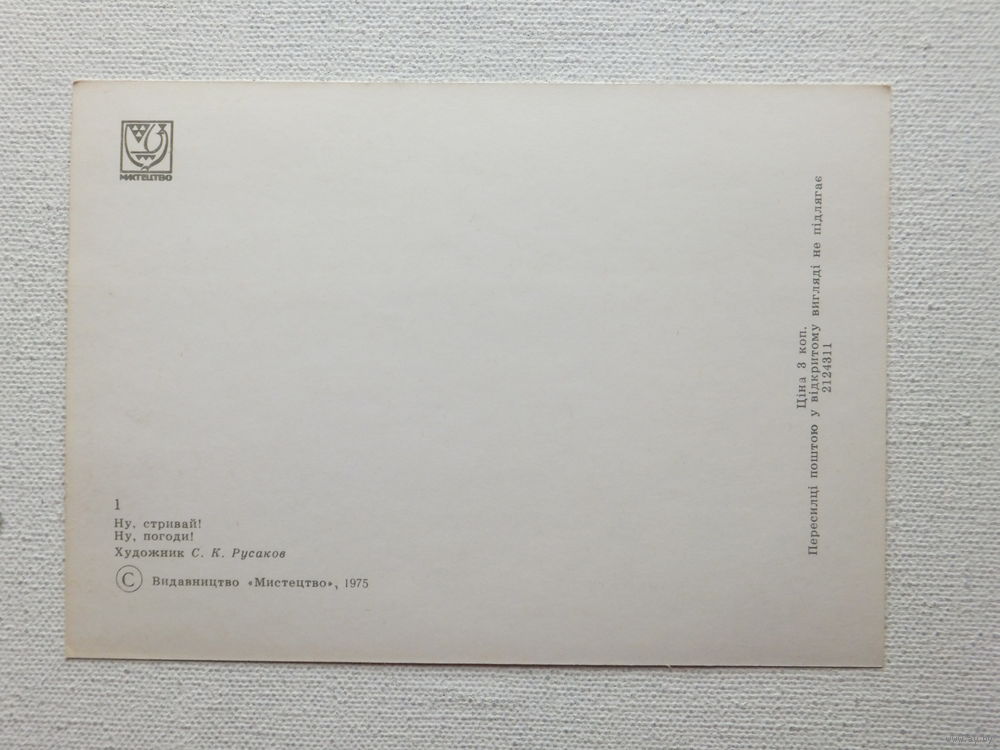 МИСТЕЦТВО
1
Ну, стривай!
Ну, погоди!
Художник С. К. Русаков
© Видавництво «Мистецтво», 1975
Ціна 3 коп.
Пересилці поштою у відкритому вигляді не підлягає
2124311